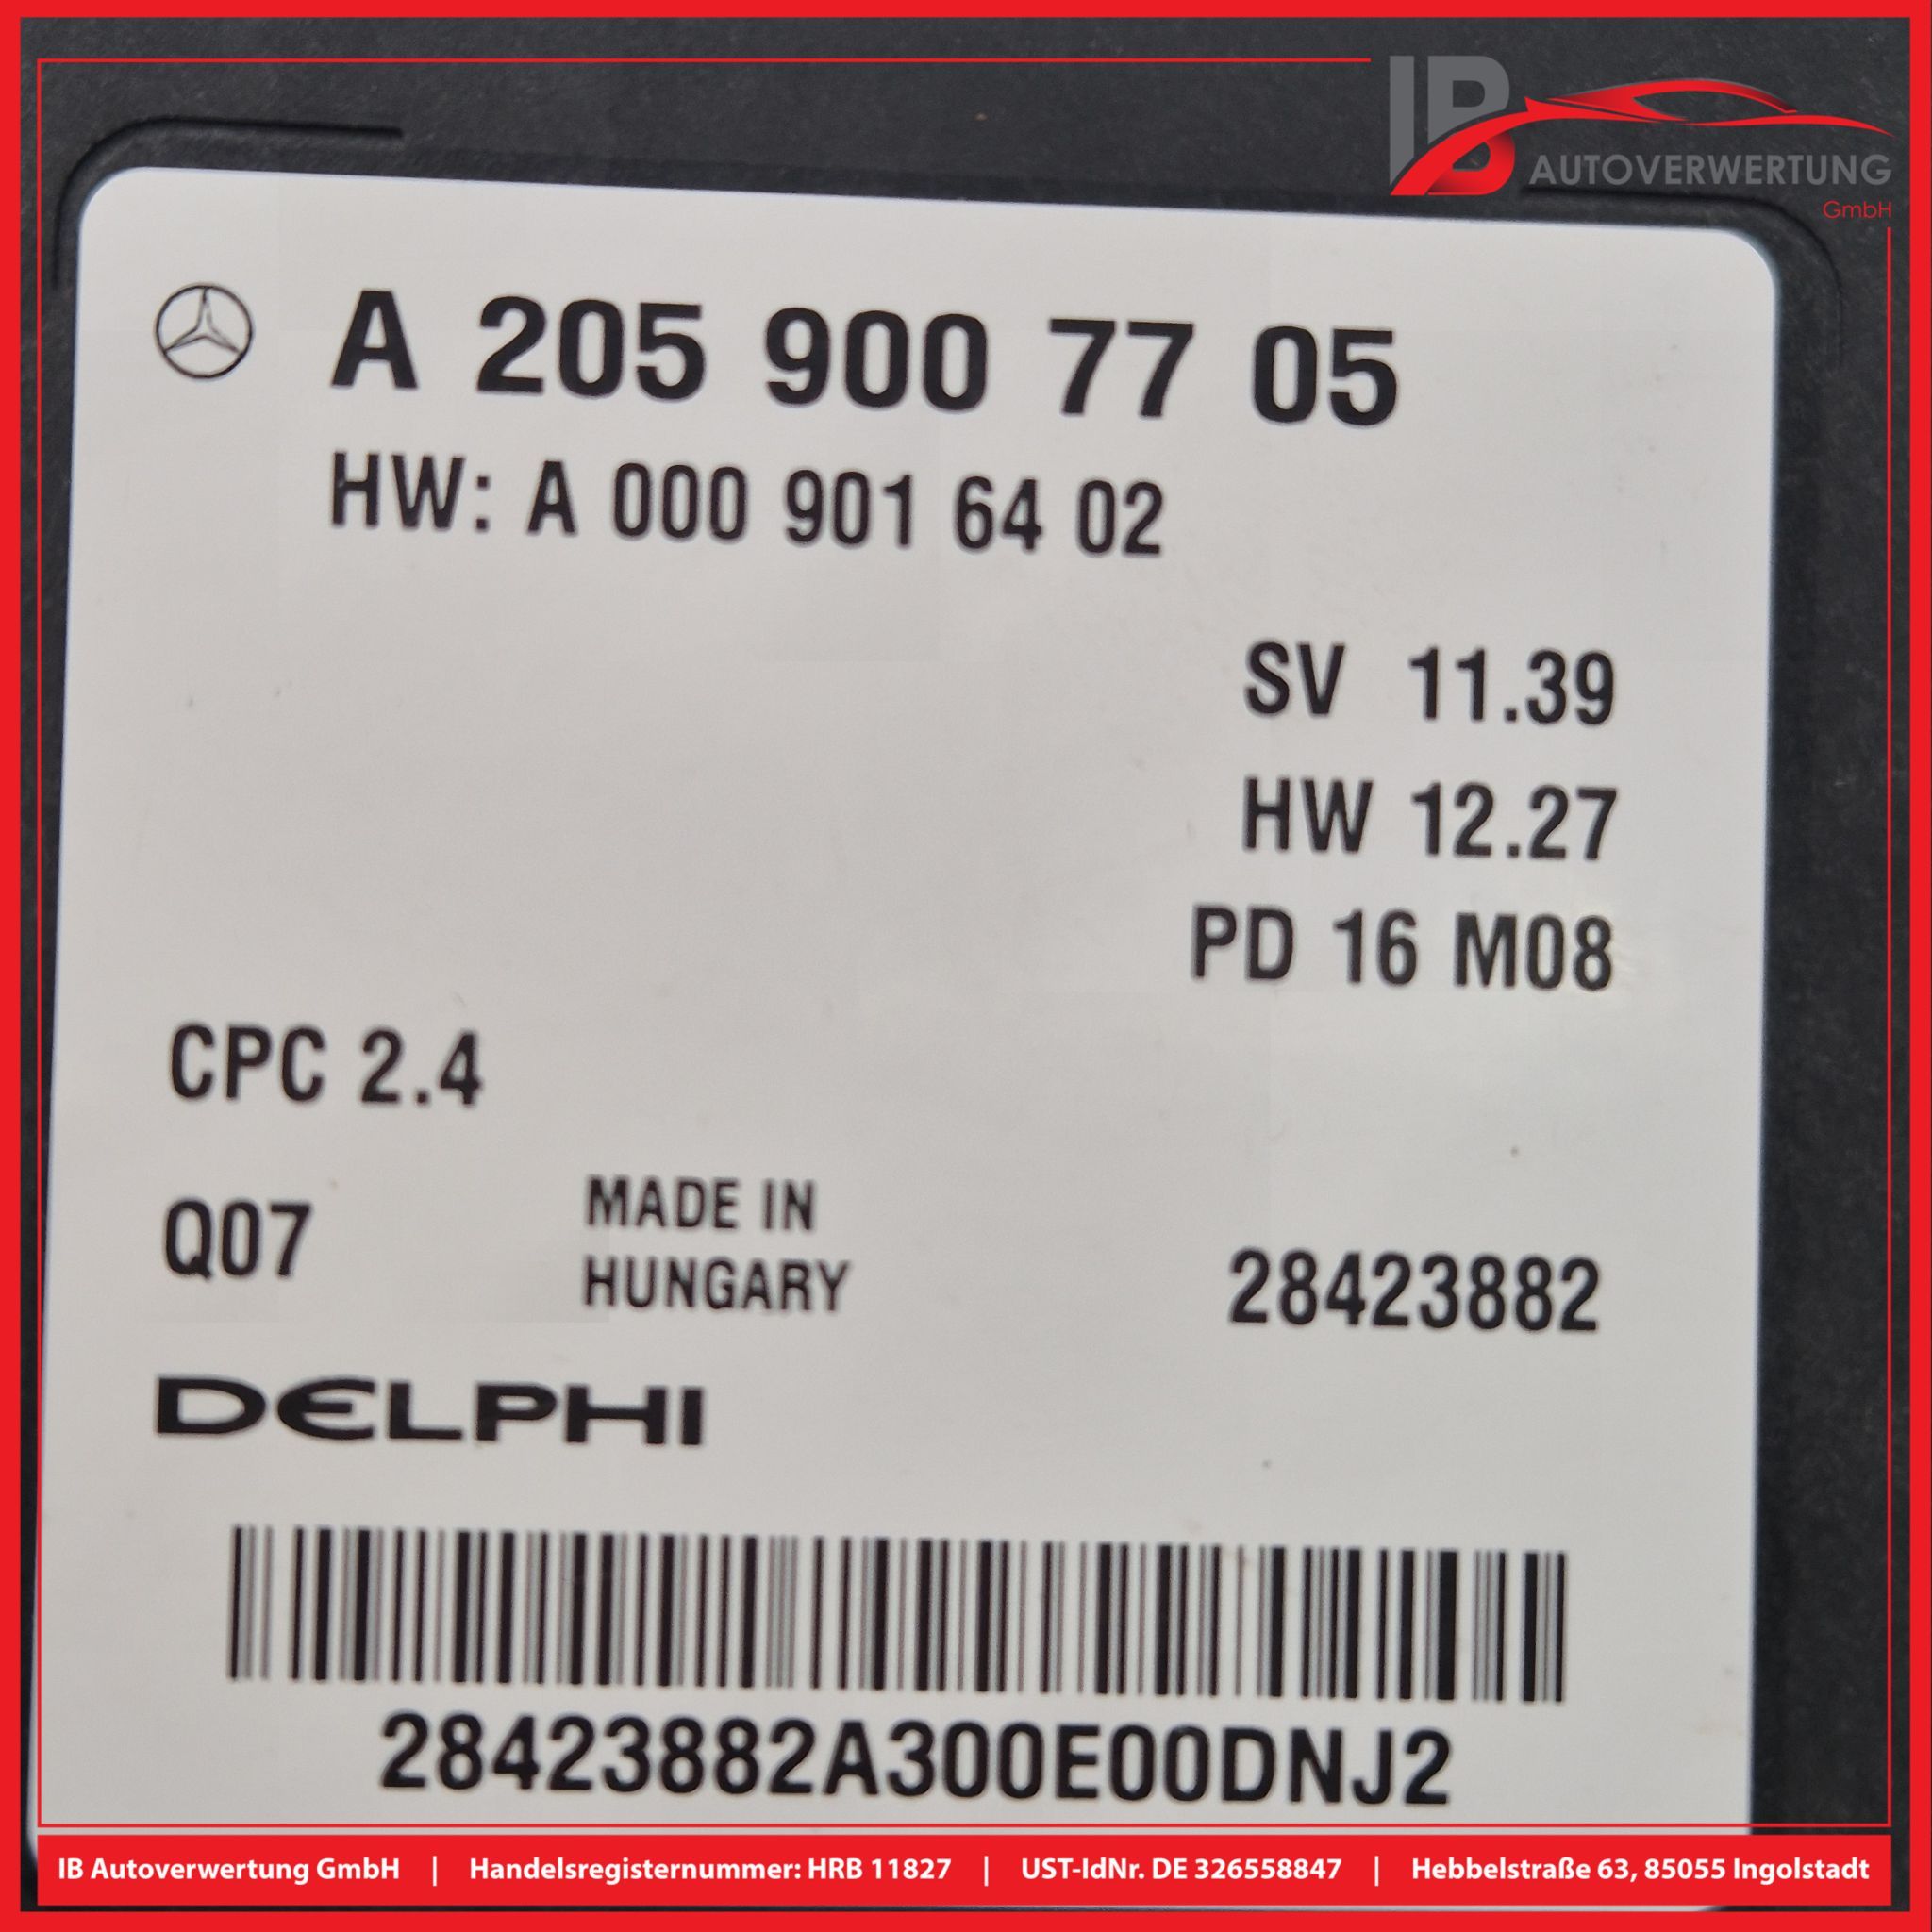 IB
AUTOVERWERTUNG
GmbH
A 205 900 77 05
HW: A 000 901 64 02
SV 11.39
HW 12.27
PD 16 M08
CPC 2.4
Q07
MADE IN
HUNGARY
28423882
DELPHI
28423882A300E00DNJ2
IB Autoverwertung GmbH | Handelsregisternummer: HRB 11827 | UST-IdNr. DE 326558847 | Hebbelstraße 63, 85055 Ingolstadt